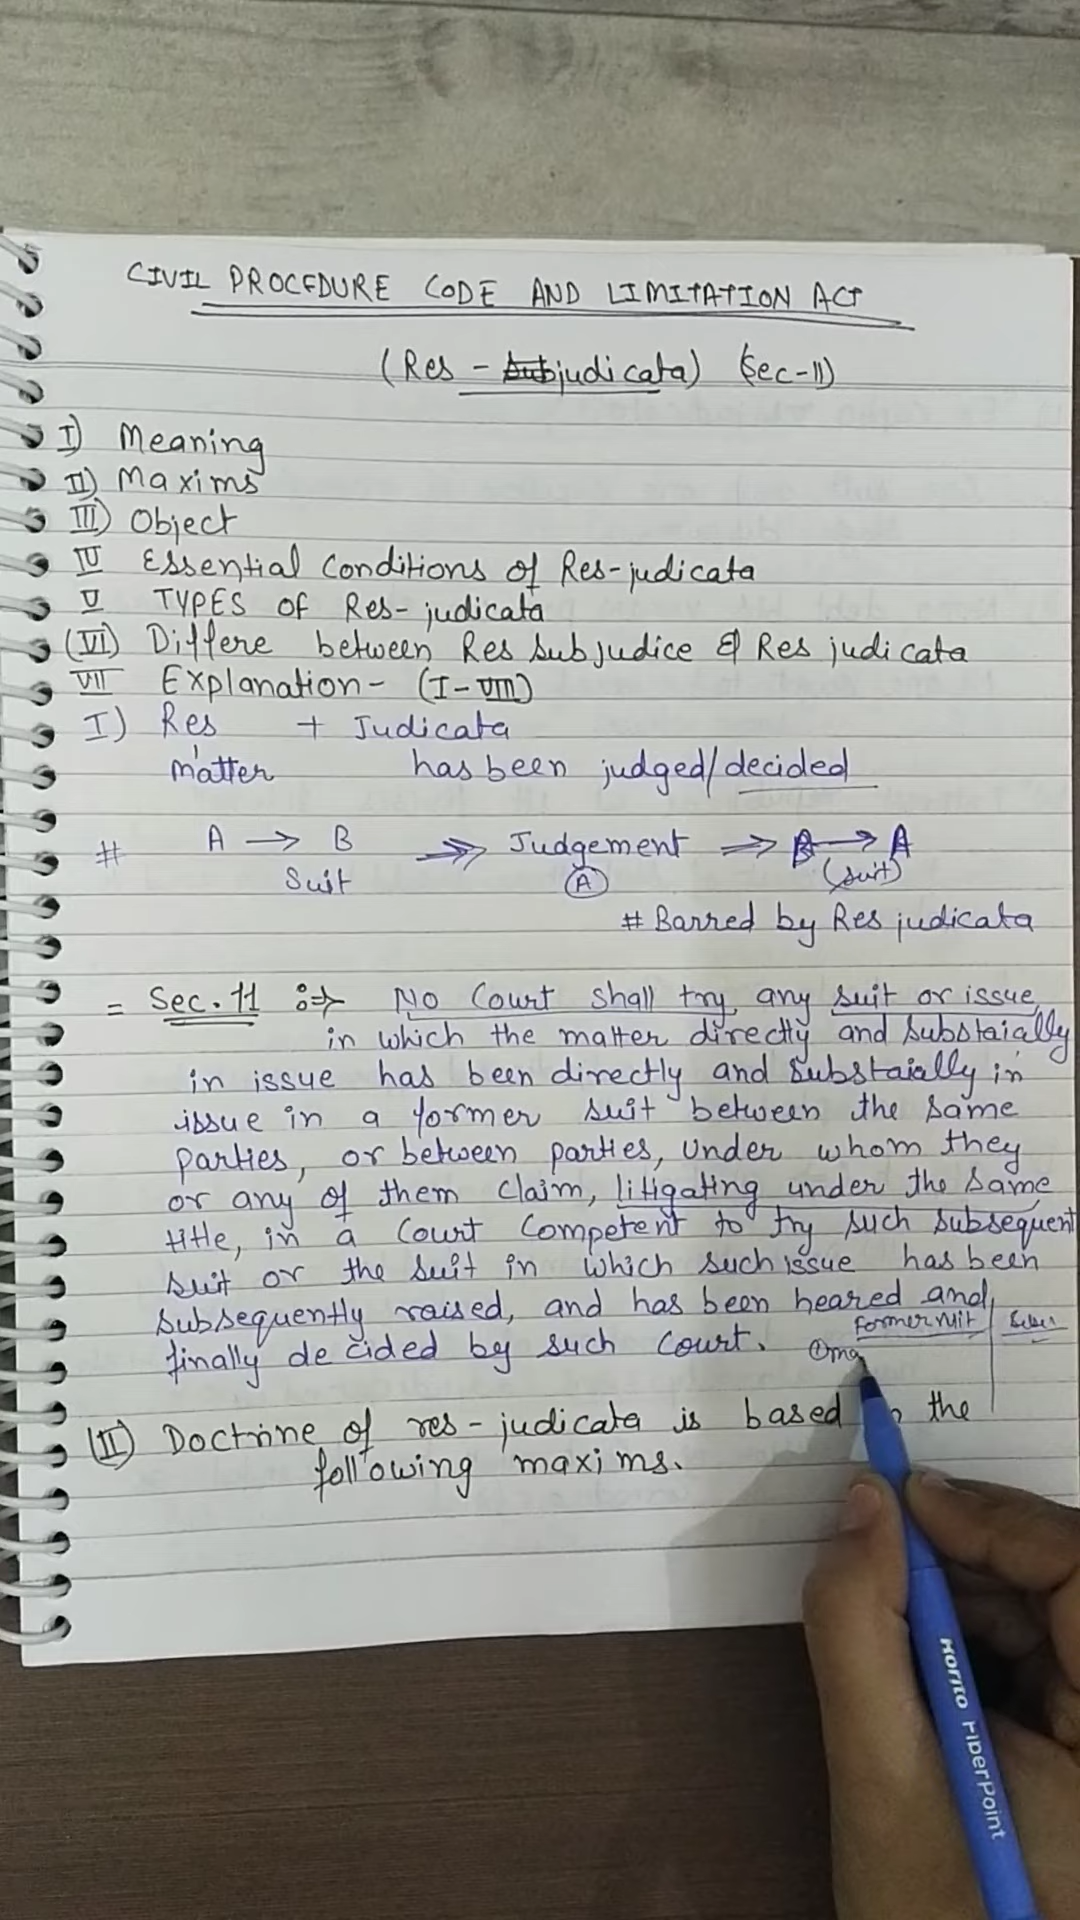 CIVIL PROCEDURE CODE AND LIMITATION ACT
(Res - judicata) (Sec-11)
I) Meaning
II) Maxims
III) Object
IV Essential Conditions of Res-judicata
V TYPES of Res-judicata
(VI) Differe between Res Subjudice & Res judicata
VII Explanation- (I-VIII)
I) Res + Judicata
matter has been judged/decided
# A → B ⇒ Judgement ⇒ B → A
Suit (A) (suit)
# Barred by Res judicata
= Sec. 11 :⇒ No Court shall try any suit or issue
in which the matter directly and substaially
in issue has been directly and substaially in
issue in a former suit between the same
parties, or between parties, under whom they
or any of them claim, litigating under the same
title, in a Court Competent to try such subsequent
suit or the suit in which such issue has been
subsequently raised, and has been heared and
Former suit
finally decided by such Court. ① ma
(II) Doctrine of res-judicata is based the
following maxims.
KORITO FIBERPOINT